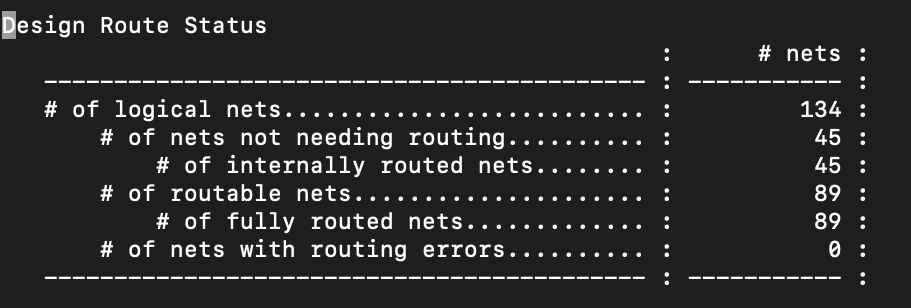 Design Route Status
                                               :      # nets :
   ------------------------------------------- : ----------- :
   # of logical nets.......................... :         134 :
       # of nets not needing routing.......... :          45 :
           # of internally routed nets........ :          45 :
       # of routable nets..................... :          89 :
           # of fully routed nets............. :          89 :
       # of nets with routing errors.......... :           0 :
   ------------------------------------------- : ----------- :